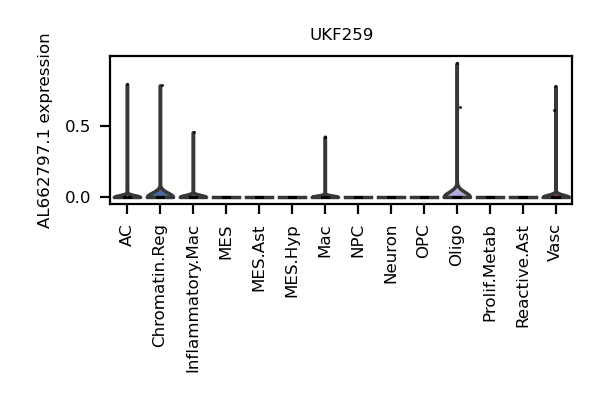 UKF259
AL662797.1 expression
0.5
0.0
AC
Chromatin.Reg
Inflammatory.Mac
MES
MES.Ast
MES.Hyp
Mac
NPC
Neuron
OPC
Oligo
Prolif.Metab
Reactive.Ast
Vasc